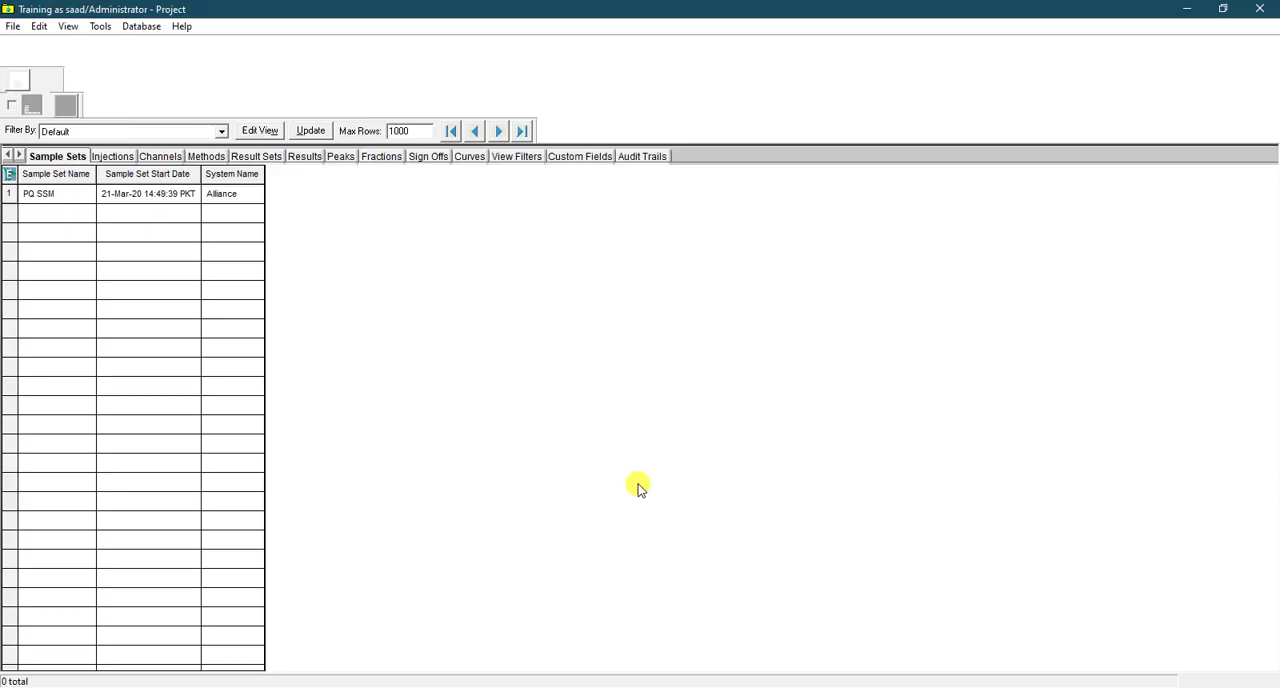 Training as saad/Administrator - Project
File Edit View Tools Database Help
Filter By: Default Edit View Update Max Rows: 1000
Sample Sets Injections Channels Methods Result Sets Results Peaks Fractions Sign Offs Curves View Filters Custom Fields Audit Trails
Sample Set Name Sample Set Start Date System Name
1 PQ SSM 21-Mar-20 14:49:39 PKT Alliance
0 total